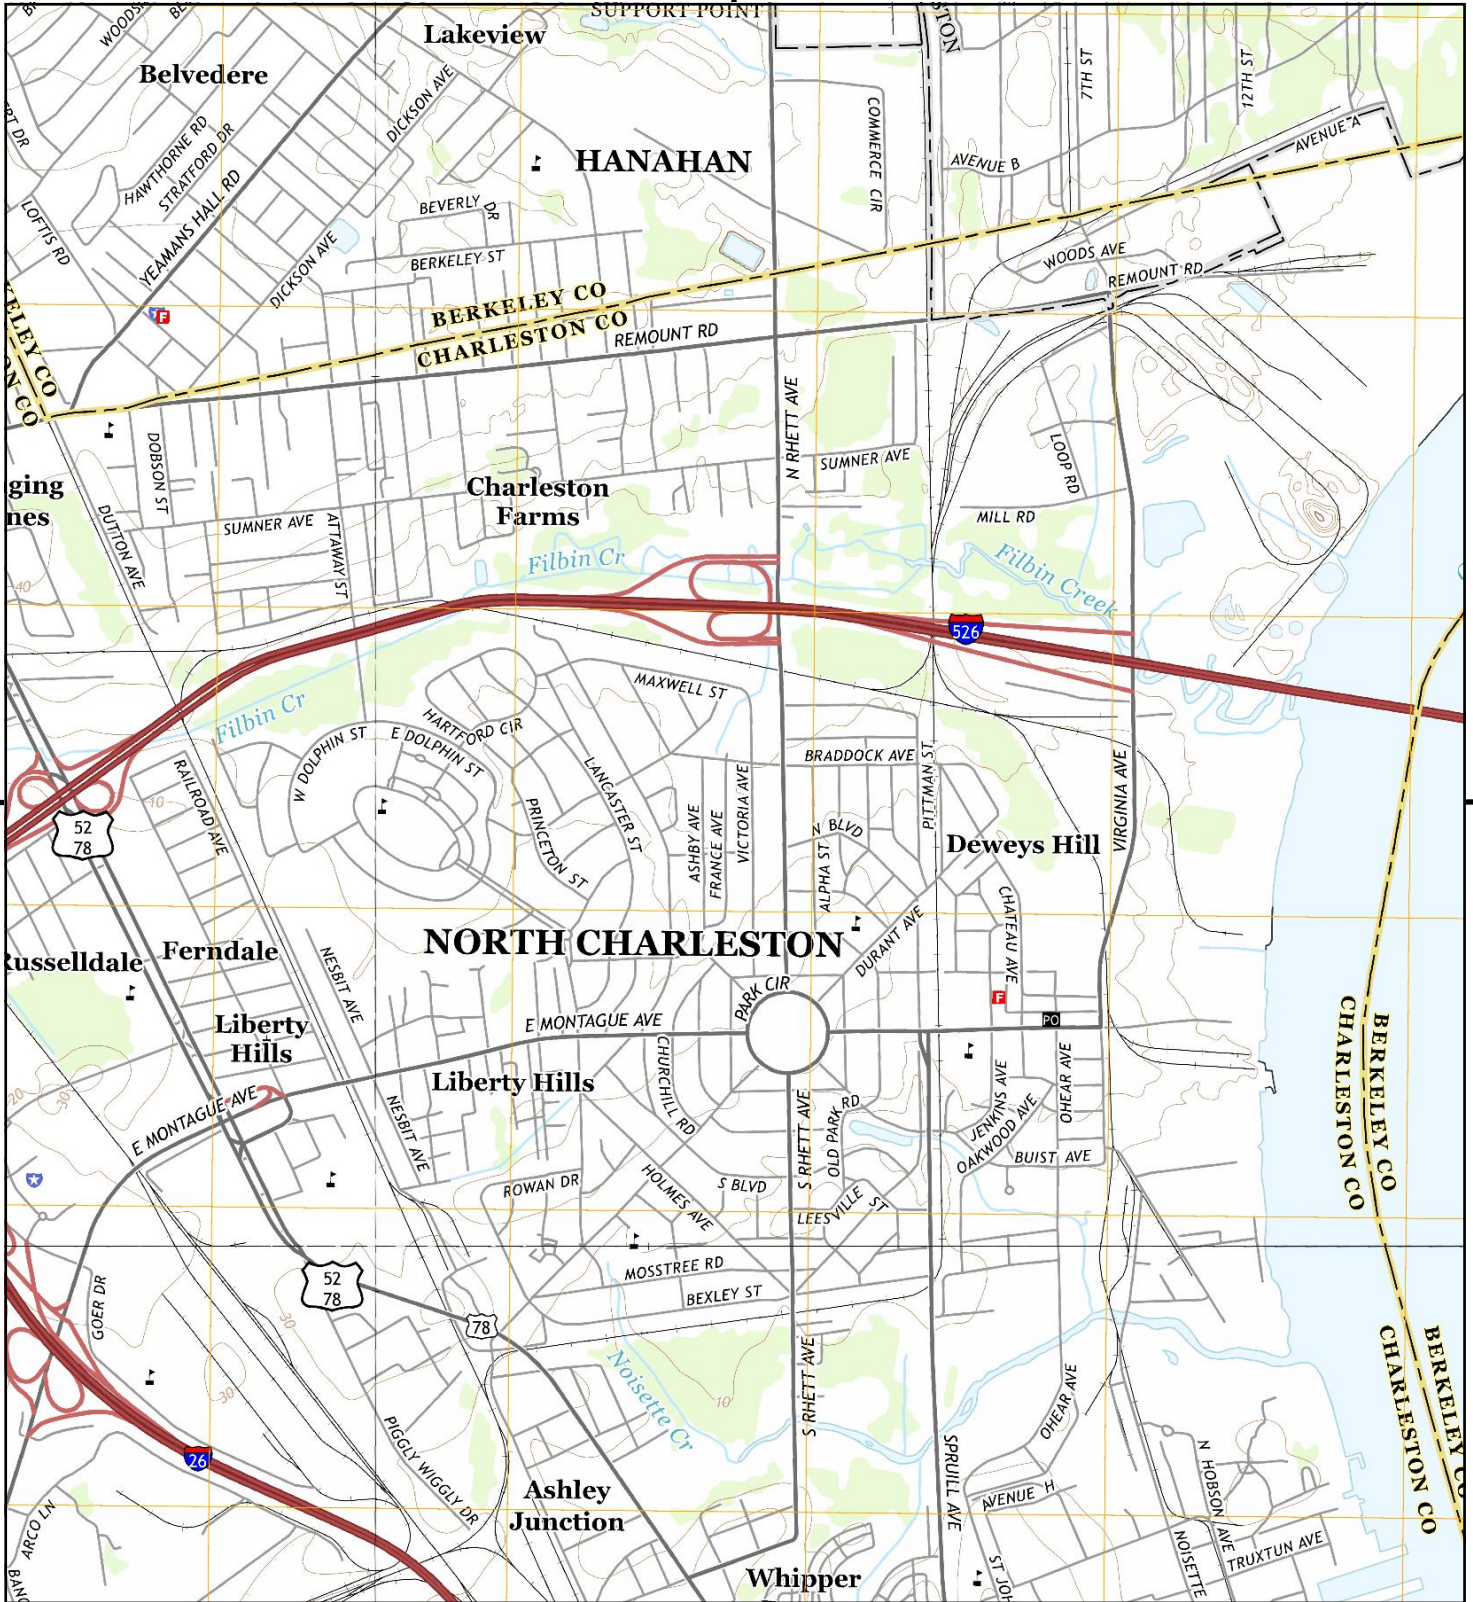 SUPPORT POINT
Lakeview
Belvedere
DICKSON AVE
7TH ST
12TH ST
HAWTHORNE RD
STRATFORD DR
YEAMANS HALL RD
HANAHAN
COMMERCE CIR
AVENUE B
AVENUE A
LOFTIS RD
BEVERLY DR
BERKELEY ST
DICKSON AVE
WOODS AVE
REMOUNT RD
BERKELEY CO
CHARLESTON CO
REMOUNT RD
F
N RHETT AVE
DOBSON ST
SUMNER AVE
LOOP RD
Charleston
Farms
DUTTON AVE
SUMNER AVE
ATTAWAY ST
MILL RD
Filbin Cr
Filbin Creek
40
526
MAXWELL ST
Filbin Cr
HARTFORD CIR
W DOLPHIN ST
E DOLPHIN ST
LANCASTER ST
BRADDOCK AVE
PITTMAN ST
VIRGINIA AVE
RAILROAD AVE
10
PRINCETON ST
ASHBY AVE
FRANCE AVE
VICTORIA AVE
N BLVD
ALPHA ST
52
78
Deweys Hill
CHATEAU AVE
DURANT AVE
NORTH CHARLESTON
Russelldale
Ferndale
NESBIT AVE
PARK CIR
F
PO
Liberty
Hills
E MONTAGUE AVE
BERKELEY CO
CHARLESTON CO
Liberty Hills
CHURCHILL RD
E MONTAGUE AVE
NESBIT AVE
S RHETT AVE
OLD PARK RD
JENKINS AVE
OAKWOOD AVE
OHEAR AVE
BUIST AVE
20
30
ROWAN DR
HOLMES AVE
S BLVD
LEESVILLE ST
MOSSTREE RD
BEXLEY ST
52
78
78
GOER DR
30
30
Noisette Cr
10
S RHETT AVE
OHEAR AVE
BERKELEY CO
CHARLESTON CO
26
PIGGLY WIGGLY DR
Ashley
Junction
SPRUILL AVE
AVENUE H
N HOBSON AVE
NOISETTE
TRUXTUN AVE
ARCO LN
Whipper